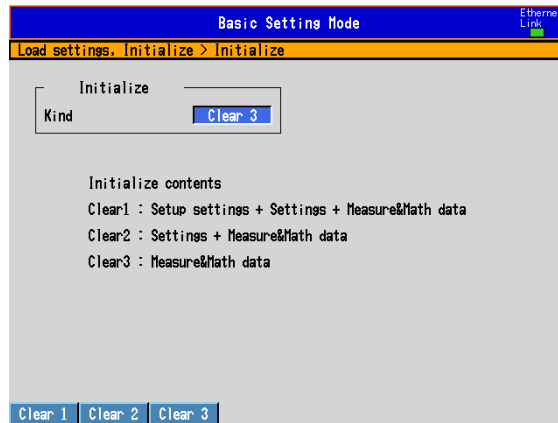 Basic Setting Mode
Etherne
Link
Load settings, Initialize > Initialize
Initialize
Kind Clear 3
Initialize contents
Clear1 : Setup settings + Settings + Measure&Math data
Clear2 : Settings + Measure&Math data
Clear3 : Measure&Math data
Clear 1 Clear 2 Clear 3